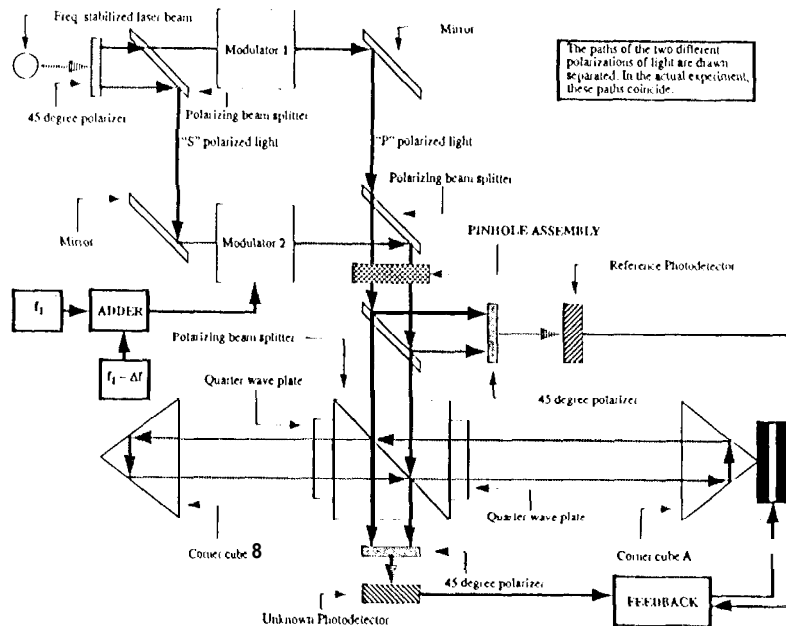 Freq. stabilized laser beam
Modulator 1
Mirror
The paths of the two different
polarizations of light are drawn
separated. In the actual experiment,
these paths coincide.
45 degree polarizer
Polarizing beam splitter
"S" polarized light
"P" polarized light
Polarizing beam splitter
Mirror
Modulator 2
PINHOLE ASSEMBLY
Reference Photodetector
f1
ADDER
f1 - Δf
Polarizing beam splitter
Quarter wave plate
45 degree polarizer
Quarter wave plate
Corner cube 8
Corner cube A
45 degree polarizer
FEEDBACK
Unknown Photodetector